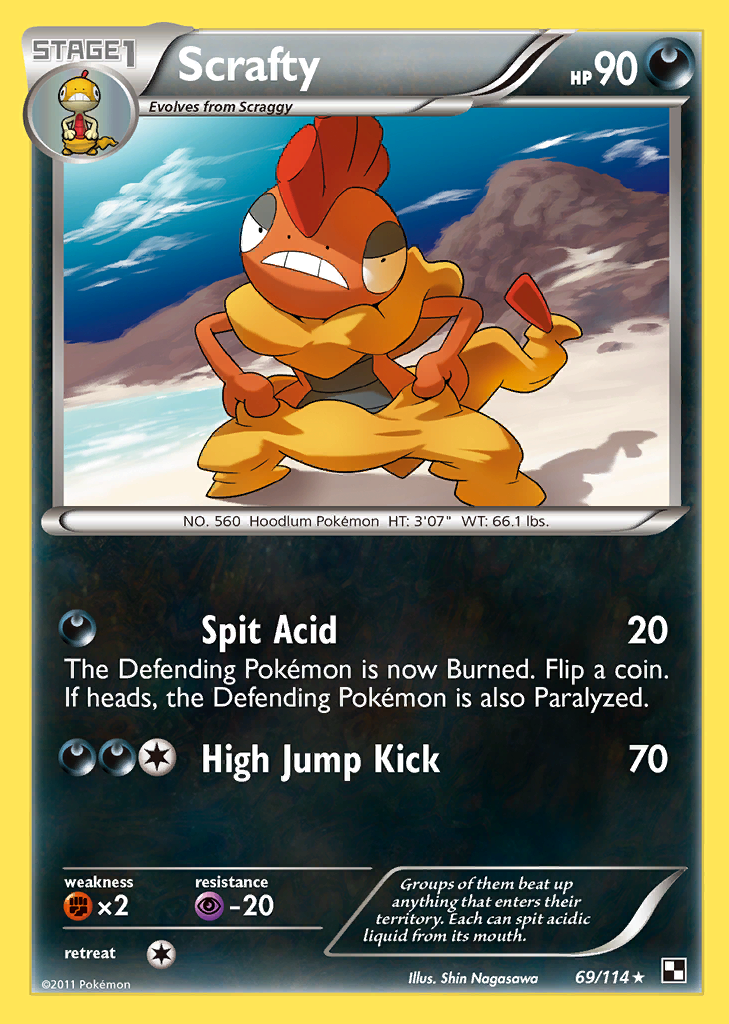 STAGE1
Scrafty
HP 90
Evolves from Scraggy
NO. 560 Hoodlum Pokémon HT: 3'07" WT: 66.1 lbs.
Spit Acid 20
The Defending Pokémon is now Burned. Flip a coin.
If heads, the Defending Pokémon is also Paralyzed.
High Jump Kick 70
weakness resistance
×2 -20
retreat
Groups of them beat up
anything that enters their
territory. Each can spit acidic
liquid from its mouth.
©2011 Pokémon Illus. Shin Nagasawa 69/114★